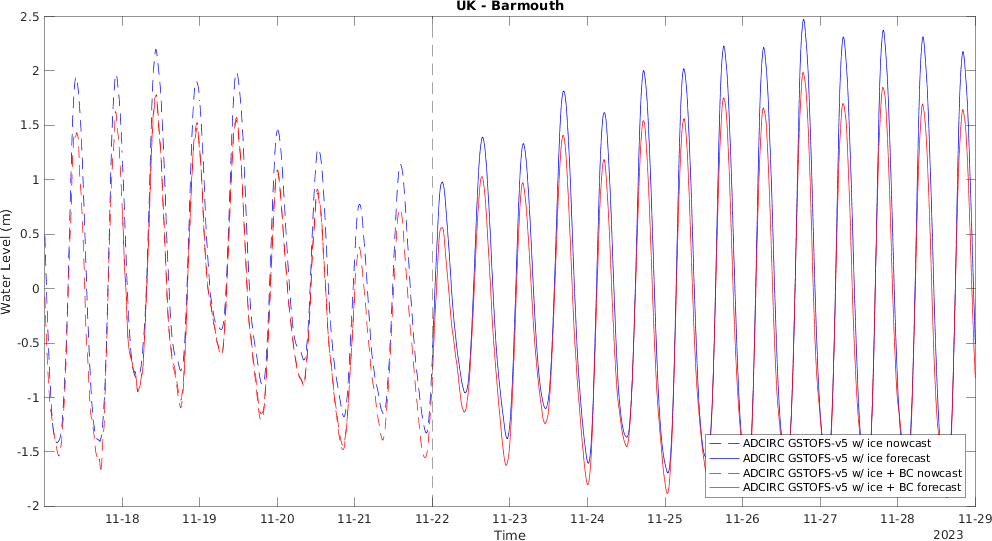 UK - Barmouth
2.5
2
1.5
1
0.5
0
-0.5
-1
-1.5
-2
Water Level (m)
ADCIRC GSTOFS-v5 w/ ice nowcast
ADCIRC GSTOFS-v5 w/ ice forecast
ADCIRC GSTOFS-v5 w/ ice + BC nowcast
ADCIRC GSTOFS-v5 w/ ice + BC forecast
11-18 11-19 11-20 11-21 11-22 11-23 11-24 11-25 11-26 11-27 11-28 11-29
Time
2023